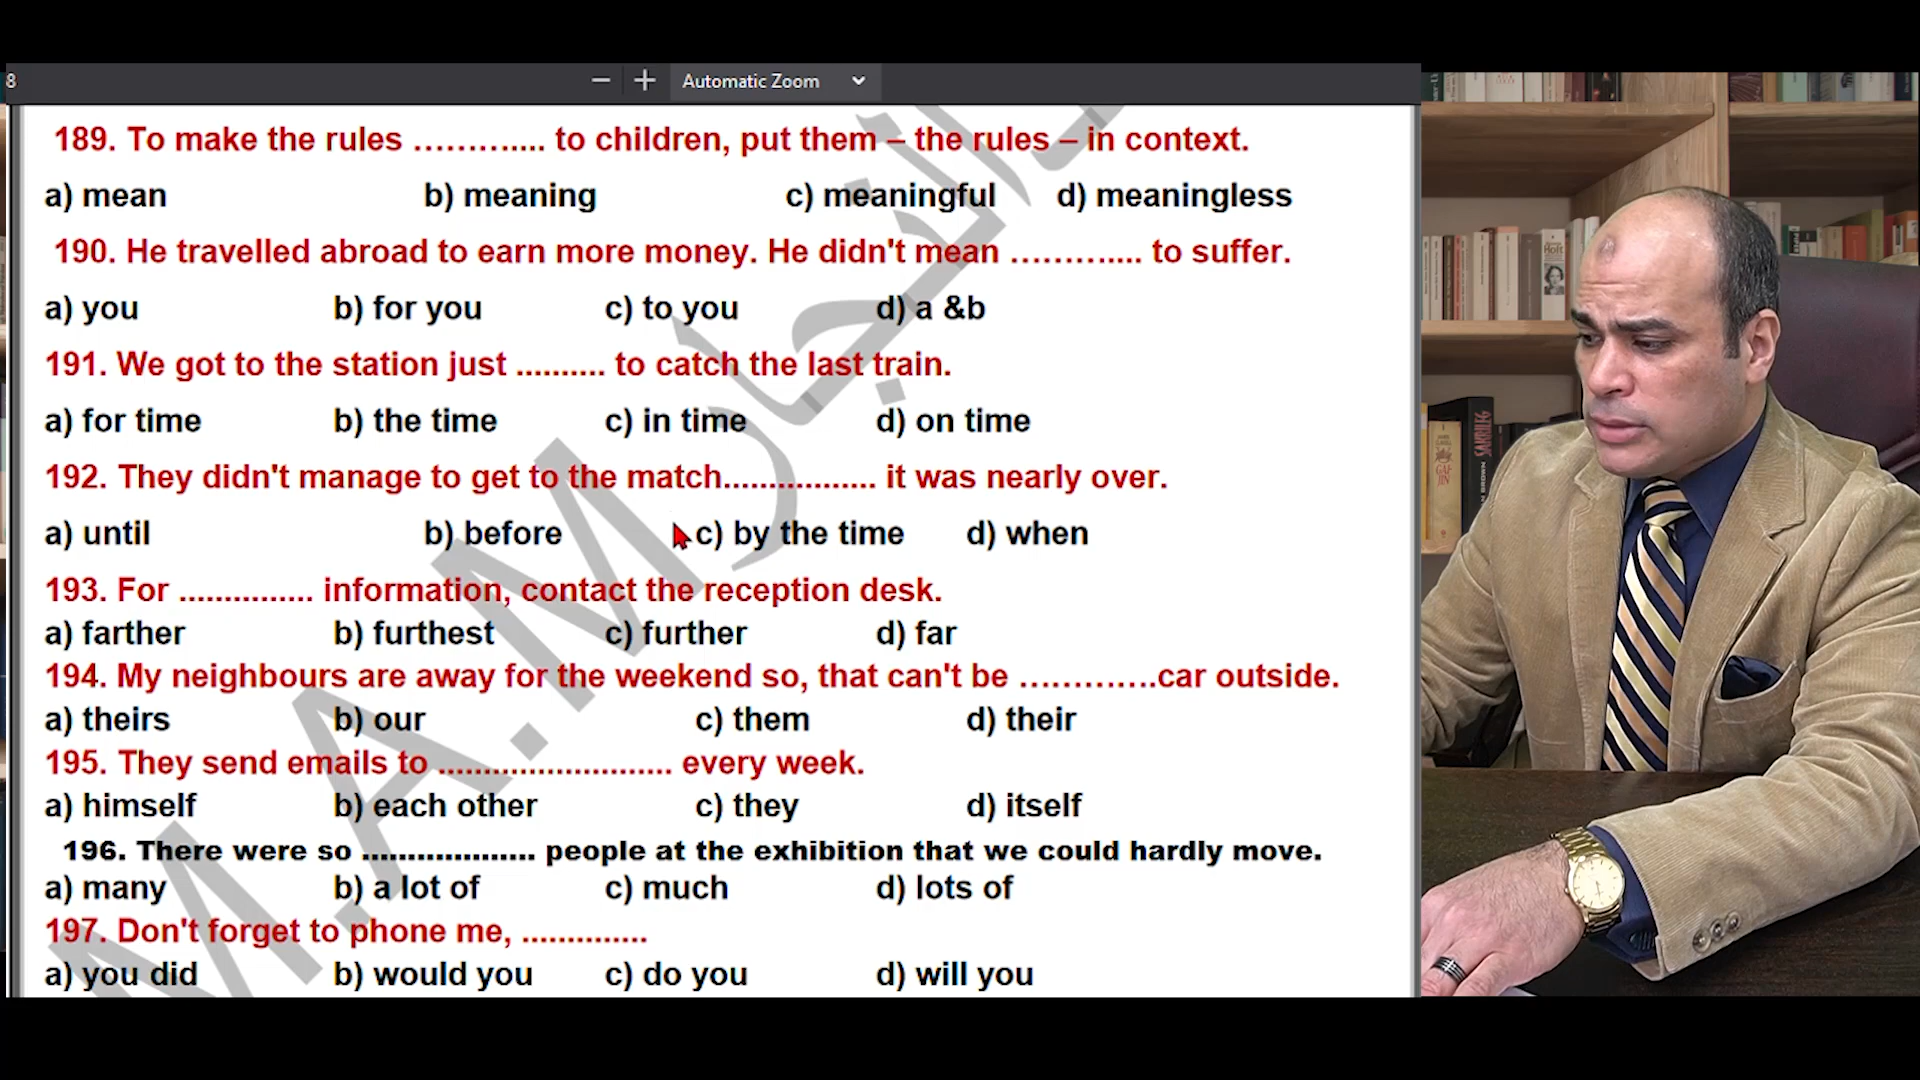 8
Automatic Zoom
189. To make the rules ………..... to children, put them – the rules – in context.
a) mean b) meaning c) meaningful d) meaningless
190. He travelled abroad to earn more money. He didn't mean ………..... to suffer.
a) you b) for you c) to you d) a &b
191. We got to the station just .......... to catch the last train.
a) for time b) the time c) in time d) on time
192. They didn't manage to get to the match................. it was nearly over.
a) until b) before c) by the time d) when
193. For ............... information, contact the reception desk.
a) farther b) furthest c) further d) far
194. My neighbours are away for the weekend so, that can't be ………….car outside.
a) theirs b) our c) them d) their
195. They send emails to .......................... every week.
a) himself b) each other c) they d) itself
196. There were so ................... people at the exhibition that we could hardly move.
a) many b) a lot of c) much d) lots of
197. Don't forget to phone me, ..............
a) you did b) would you c) do you d) will you
M.A.M النجار